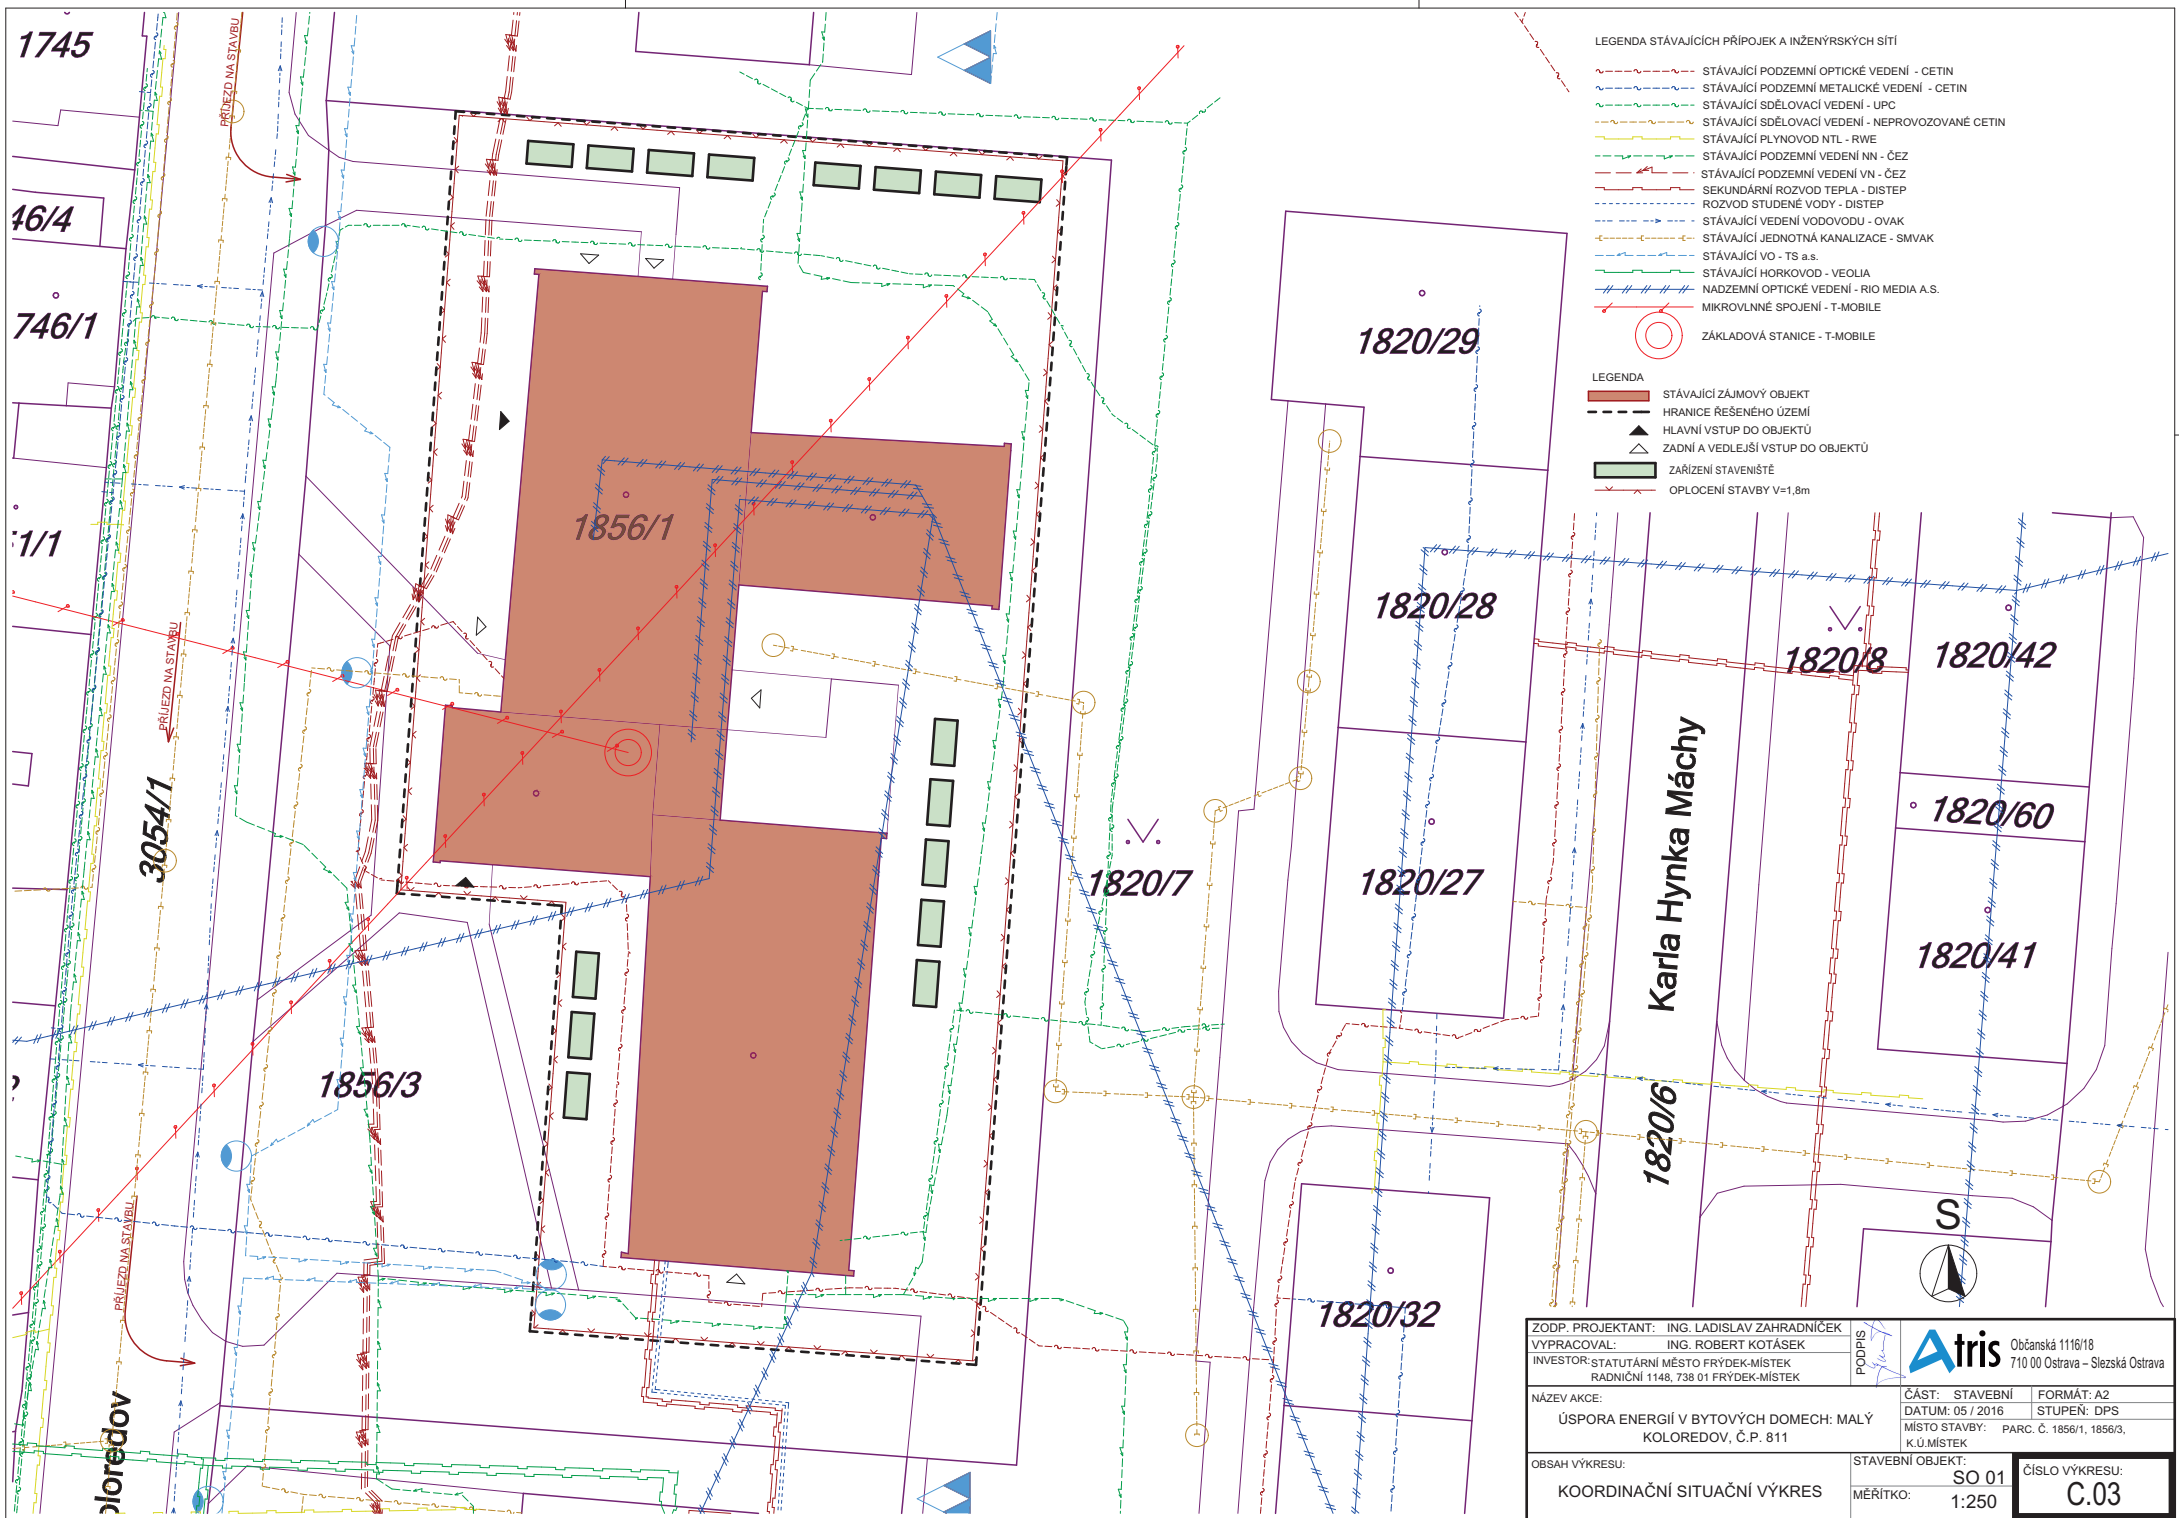 1745
46/4
746/1
51/1
3054/1
PŘÍJEZD NA STAVBU
PŘÍJEZD NA STAVBU
PŘÍJEZD NA STAVBU
oloredov
1856/1
1856/3
1820/7
1820/29
1820/28
1820/27
1820/32
Karla Hynka Máchy
1820/6
1820/8
1820/42
1820/60
1820/41
S
LEGENDA STÁVAJÍCÍCH PŘÍPOJEK A INŽENÝRSKÝCH SÍTÍ
STÁVAJÍCÍ PODZEMNÍ OPTICKÉ VEDENÍ - CETIN
STÁVAJÍCÍ PODZEMNÍ METALICKÉ VEDENÍ - CETIN
STÁVAJÍCÍ SDĚLOVACÍ VEDENÍ - UPC
STÁVAJÍCÍ SDĚLOVACÍ VEDENÍ - NEPROVOZOVANÉ CETIN
STÁVAJÍCÍ PLYNOVOD NTL - RWE
STÁVAJÍCÍ PODZEMNÍ VEDENÍ NN - ČEZ
STÁVAJÍCÍ PODZEMNÍ VEDENÍ VN - ČEZ
SEKUNDÁRNÍ ROZVOD TEPLA - DISTEP
ROZVOD STUDENÉ VODY - DISTEP
STÁVAJÍCÍ VEDENÍ VODOVODU - OVAK
STÁVAJÍCÍ JEDNOTNÁ KANALIZACE - SMVAK
STÁVAJÍCÍ VO - TS a.s.
STÁVAJÍCÍ HORKOVOD - VEOLIA
NADZEMNÍ OPTICKÉ VEDENÍ - RIO MEDIA A.S.
MIKROVLNNÉ SPOJENÍ - T-MOBILE
ZÁKLADOVÁ STANICE - T-MOBILE
LEGENDA
STÁVAJÍCÍ ZÁJMOVÝ OBJEKT
HRANICE ŘEŠENÉHO ÚZEMÍ
HLAVNÍ VSTUP DO OBJEKTŮ
ZADNÍ A VEDLEJŠÍ VSTUP DO OBJEKTŮ
ZAŘÍZENÍ STAVENIŠTĚ
OPLOCENÍ STAVBY V=1,8m
ZODP. PROJEKTANT: ING. LADISLAV ZAHRADNÍČEK
VYPRACOVAL: ING. ROBERT KOTÁSEK
INVESTOR: STATUTÁRNÍ MĚSTO FRÝDEK-MÍSTEK
RADNIČNÍ 1148, 738 01 FRÝDEK-MÍSTEK
PODPIS
Atris
Občanská 1116/18
710 00 Ostrava – Slezská Ostrava
NÁZEV AKCE:
ÚSPORA ENERGIÍ V BYTOVÝCH DOMECH: MALÝ
KOLOREDOV, Č.P. 811
ČÁST: STAVEBNÍ
FORMÁT: A2
DATUM: 05 / 2016
STUPEŇ: DPS
MÍSTO STAVBY: PARC. Č. 1856/1, 1856/3,
K.Ú.MÍSTEK
OBSAH VÝKRESU:
KOORDINAČNÍ SITUAČNÍ VÝKRES
STAVEBNÍ OBJEKT:
SO 01
MĚŘÍTKO: 1:250
ČÍSLO VÝKRESU:
C.03